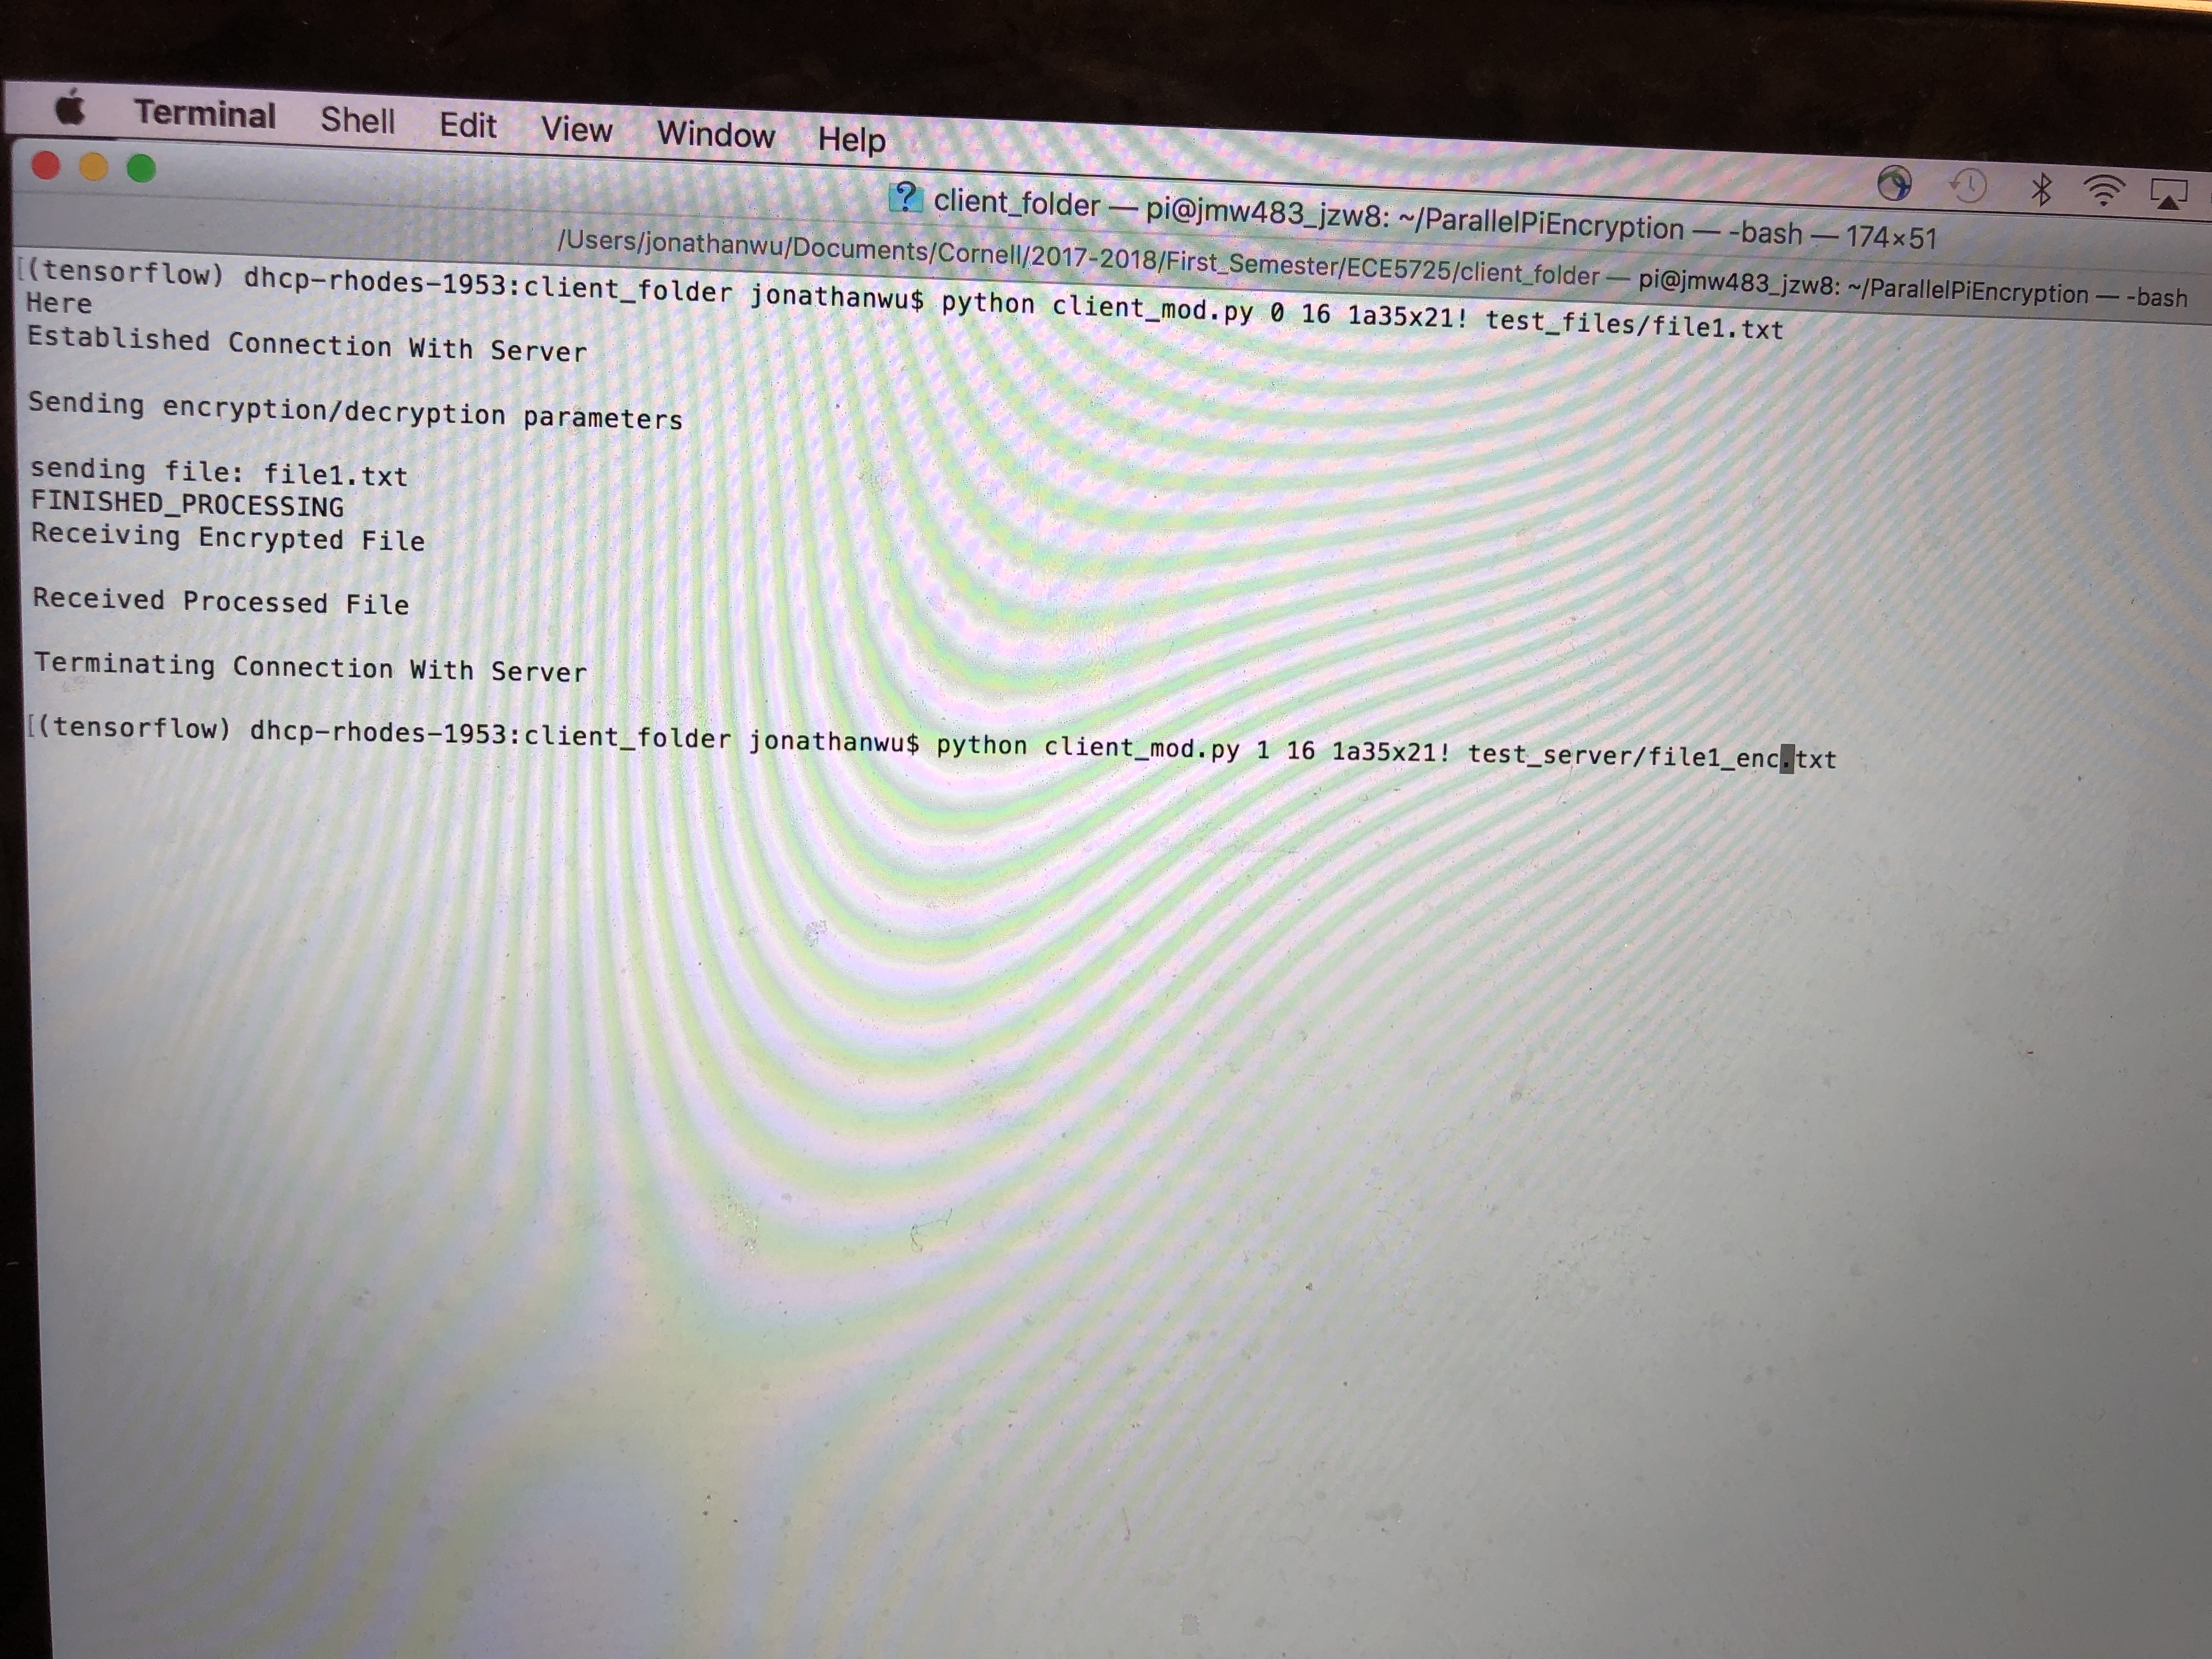 Terminal Shell Edit View Window Help
client_folder — pi@jmw483_jzw8: ~/ParallelPiEncryption — -bash — 174×51
/Users/jonathanwu/Documents/Cornell/2017-2018/First_Semester/ECE5725/client_folder — pi@jmw483_jzw8: ~/ParallelPiEncryption — -bash
[(tensorflow) dhcp-rhodes-1953:client_folder jonathanwu$ python client_mod.py 0 16 1a35x21! test_files/file1.txt
Here
Established Connection With Server
Sending encryption/decryption parameters
sending file: file1.txt
FINISHED_PROCESSING
Receiving Encrypted File
Received Processed File
Terminating Connection With Server
[(tensorflow) dhcp-rhodes-1953:client_folder jonathanwu$ python client_mod.py 1 16 1a35x21! test_server/file1_enc.txt